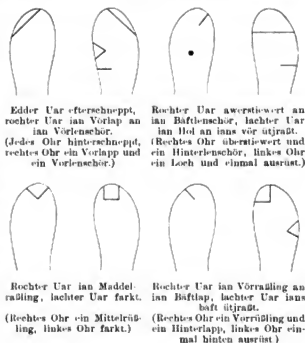 Edder Uar efterschneppt,
rochter Uar ian Vorlap an
ian Vörlenschör.
(Jedes Ohr hinterschneppt,
rechtes Ohr ein Vorlapp und
ein Vorlenschör.)
Rochter Uar awerstiewert an
ian Bäftlenschör, lachter Uar
ian Hol an ians vör ütjraßt.
(Rechtes Ohr überstiewert und
ein Hinterlenschör, linkes Ohr
ein Loch und einmal ausrüst.)
Rochter Uar ian Maddel-
raßling, lachter Uar farkt.
(Rechtes Ohr ein Mittelrüß-
ling, linkes Ohr farkt.)
Rochter Uar ian Vörraßling an
ian Bäftlap, lachter Uar ians
baft ütjraßt.
(Rechtes Ohr ein Vorrüßling und
ein Hinterlapp, linkes Ohr ein-
mal hinten ausrüst.)